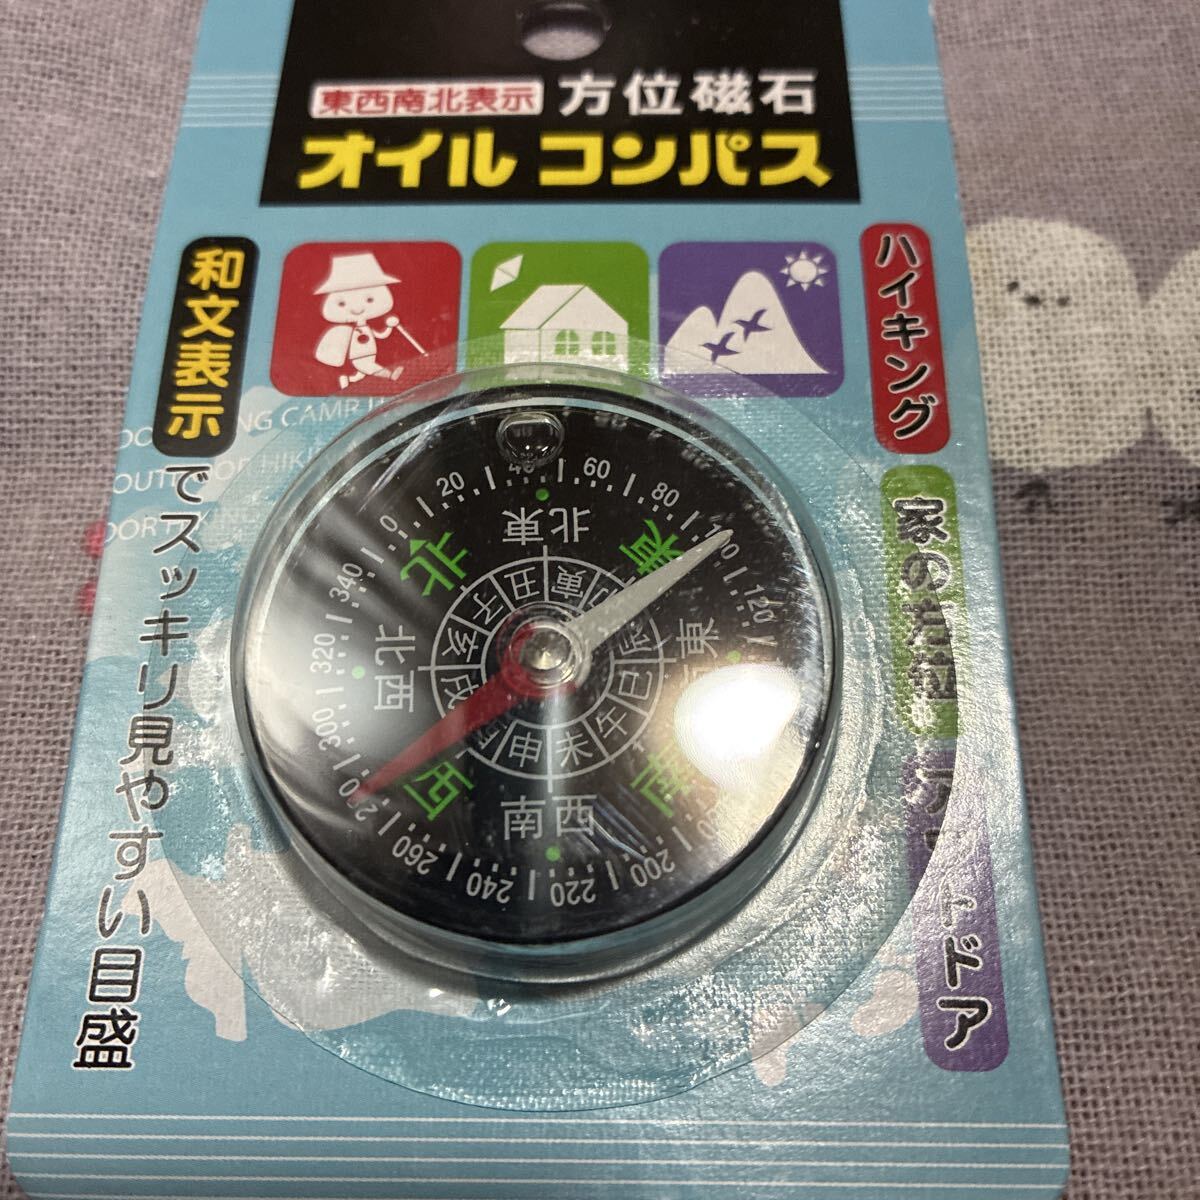 東西南北表示 方位磁石
オイル コンパス
和文表示でスッキリ見やすい目盛
ハイキング
家の方位
アウトドア
0
20
40
60
80
100
120
200
220
240
260
270
300
320
340
北
北東
東
南東
南
南西
西
北西
子
丑
寅
卯
辰
巳
午
未
申
戌
亥